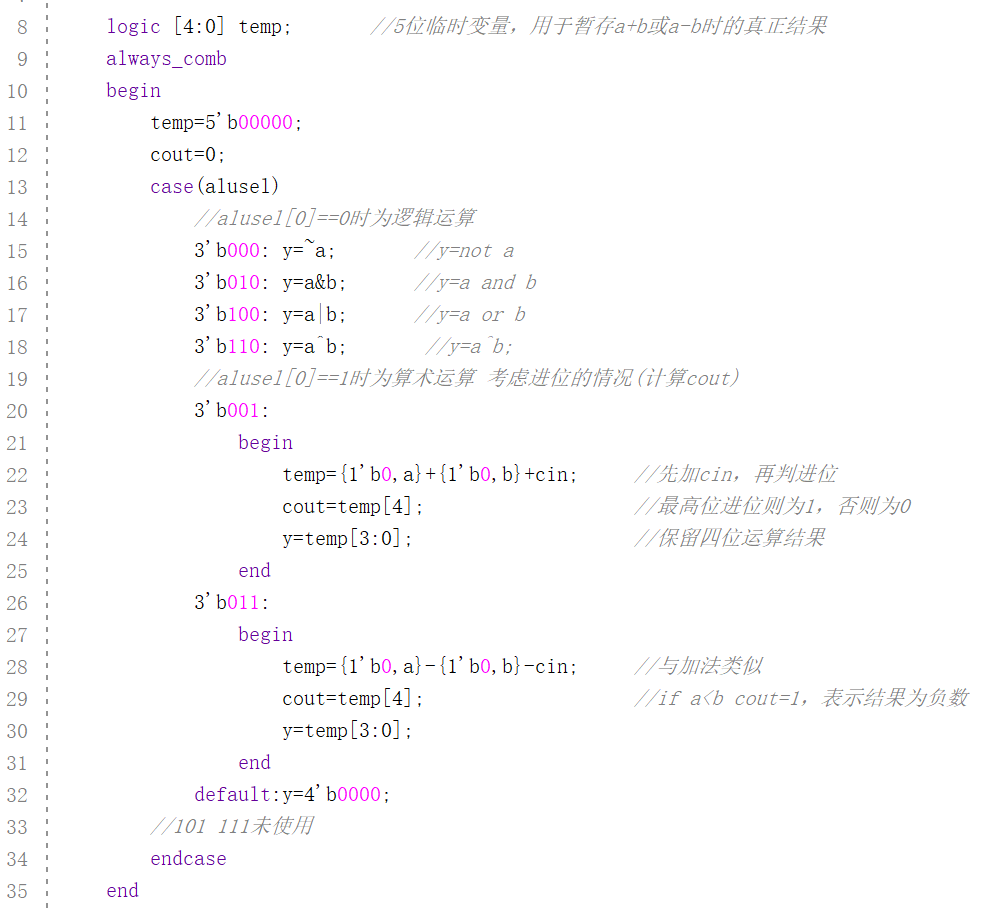 8 logic [4:0] temp; //5位临时变量，用于暂存a+b或a-b时的真正结果
9 always_comb
10 begin
11 temp=5'b00000;
12 cout=0;
13 case(alusel)
14 //alusel[0]==0时为逻辑运算
15 3'b000: y=~a; //y=not a
16 3'b010: y=a&b; //y=a and b
17 3'b100: y=a|b; //y=a or b
18 3'b110: y=a^b; //y=a^b;
19 //alusel[0]==1时为算术运算 考虑进位的情况(计算cout)
20 3'b001:
21 begin
22 temp={1'b0,a}+{1'b0,b}+cin; //先加cin，再判进位
23 cout=temp[4]; //最高位进位则为1，否则为0
24 y=temp[3:0]; //保留四位运算结果
25 end
26 3'b011:
27 begin
28 temp={1'b0,a}-{1'b0,b}-cin; //与加法类似
29 cout=temp[4]; //if a<b cout=1，表示结果为负数
30 y=temp[3:0];
31 end
32 default:y=4'b0000;
33 //101 111未使用
34 endcase
35 end